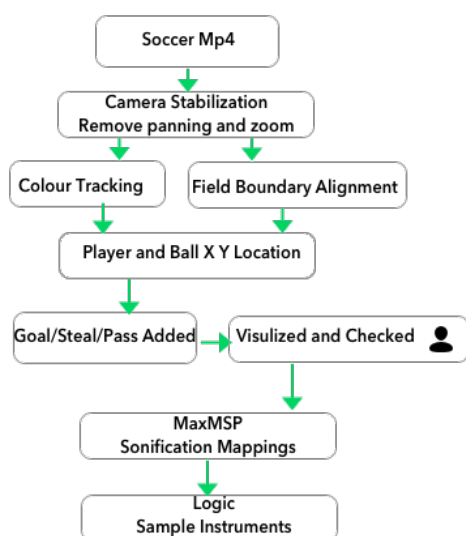 Soccer Mp4
Camera Stabilization
Remove panning and zoom
Colour Tracking
Field Boundary Alignment
Player and Ball X Y Location
Goal/Steal/Pass Added
Visulized and Checked
MaxMSP
Sonification Mappings
Logic
Sample Instruments